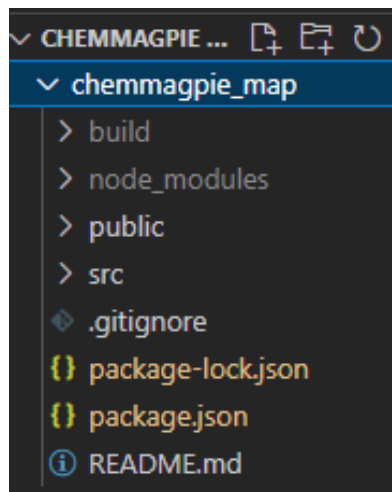 CHEMMAGPIE ...
chemmagpie_map
build
node_modules
public
src
.gitignore
{} package-lock.json
{} package.json
README.md